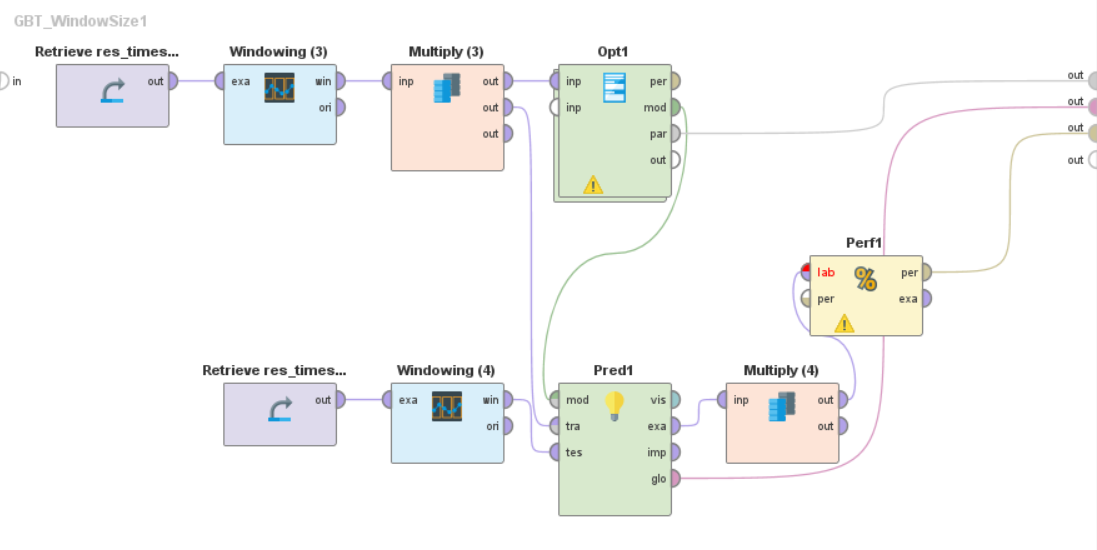 GBT_WindowSize1
Retrieve res_times...
Windowing (3)
Multiply (3)
Opt1
in
out
exa
win
ori
inp
out
out
out
inp
inp
per
mod
par
out
out
out
out
out
Perf1
lab
per
per
exa
Retrieve res_times...
Windowing (4)
Pred1
Multiply (4)
out
exa
win
ori
mod
tra
tes
vis
exa
imp
glo
inp
out
out